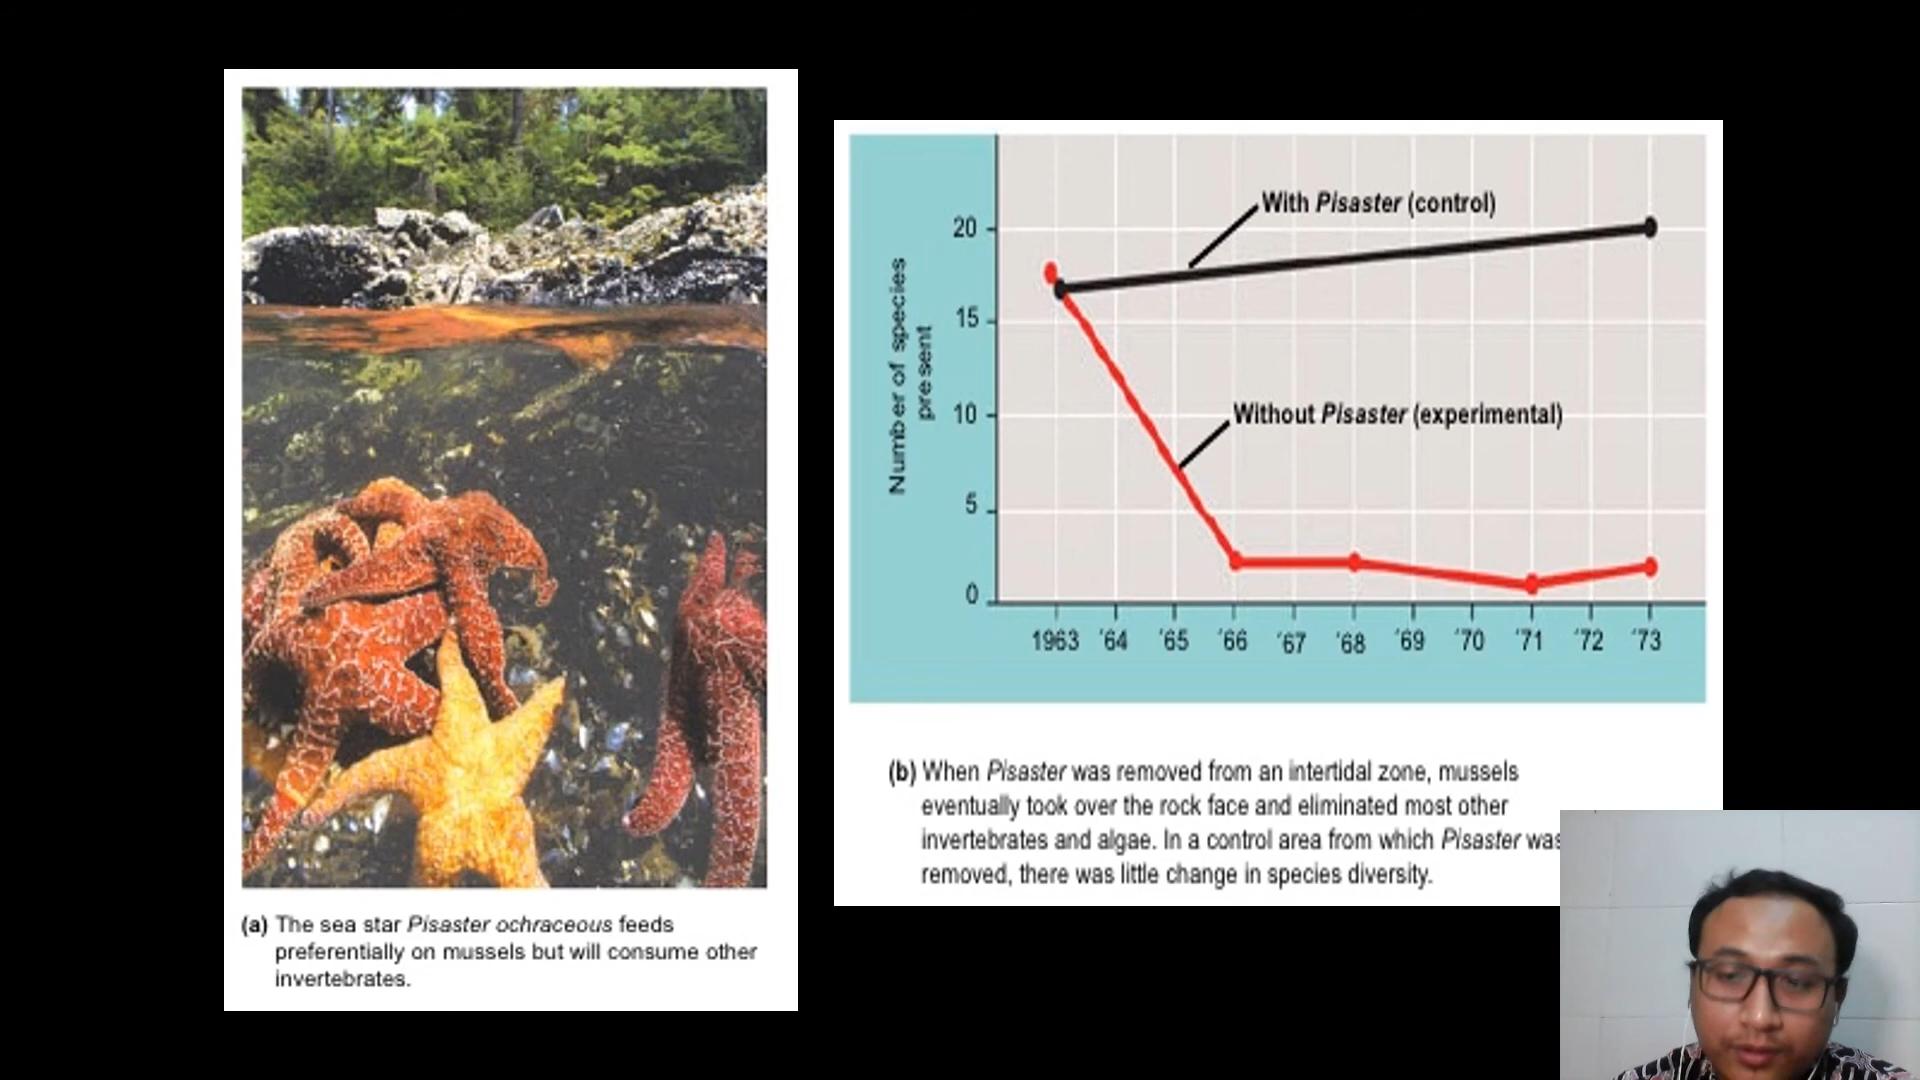 (a) The sea star Pisaster ochraceous feeds
preferentially on mussels but will consume other
invertebrates.
Number of species
present
20
15
10
5
0
With Pisaster (control)
Without Pisaster (experimental)
1963 '64 '65 '66 '67 '68 '69 '70 '71 '72 '73
(b) When Pisaster was removed from an intertidal zone, mussels
eventually took over the rock face and eliminated most other
invertebrates and algae. In a control area from which Pisaster was
removed, there was little change in species diversity.